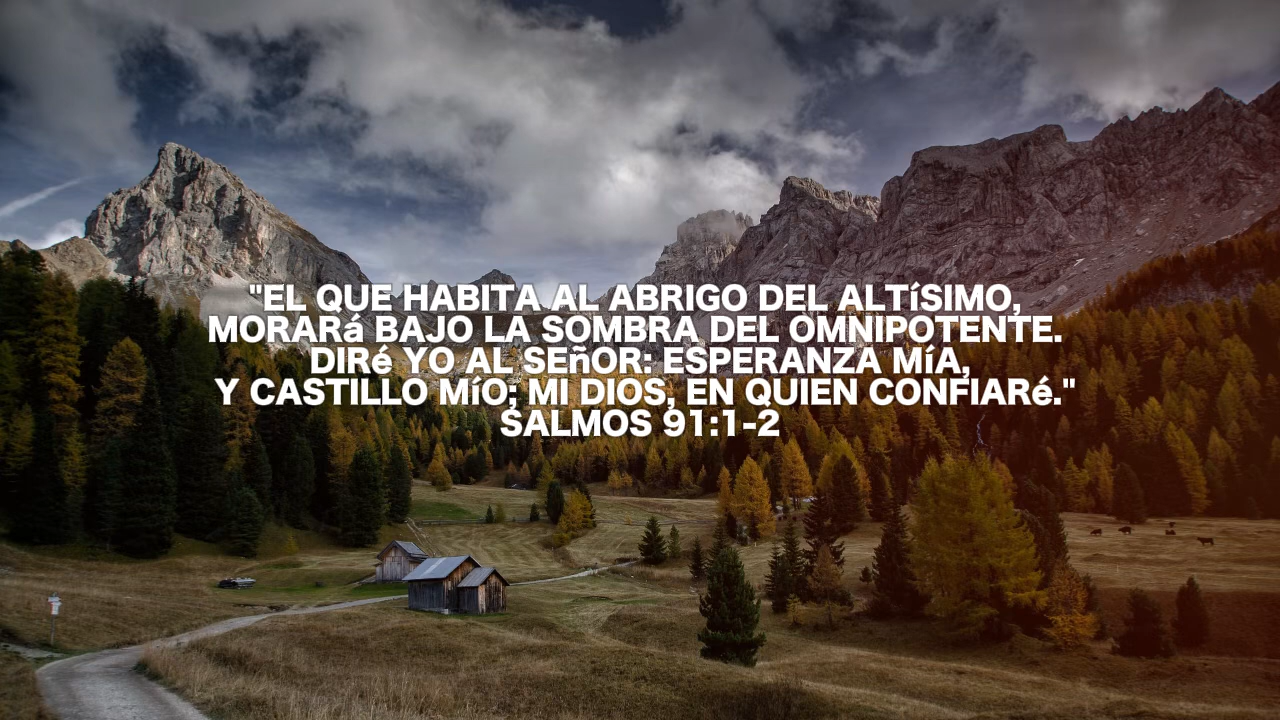 "EL QUE HABITA AL ABRIGO DEL ALTíSIMO,
MORARá BAJO LA SOMBRA DEL OMNIPOTENTE.
DIRé YO AL SEñOR: ESPERANZA MíA,
Y CASTILLO MíO; MI DIOS, EN QUIEN CONFIARé."
SALMOS 91:1-2